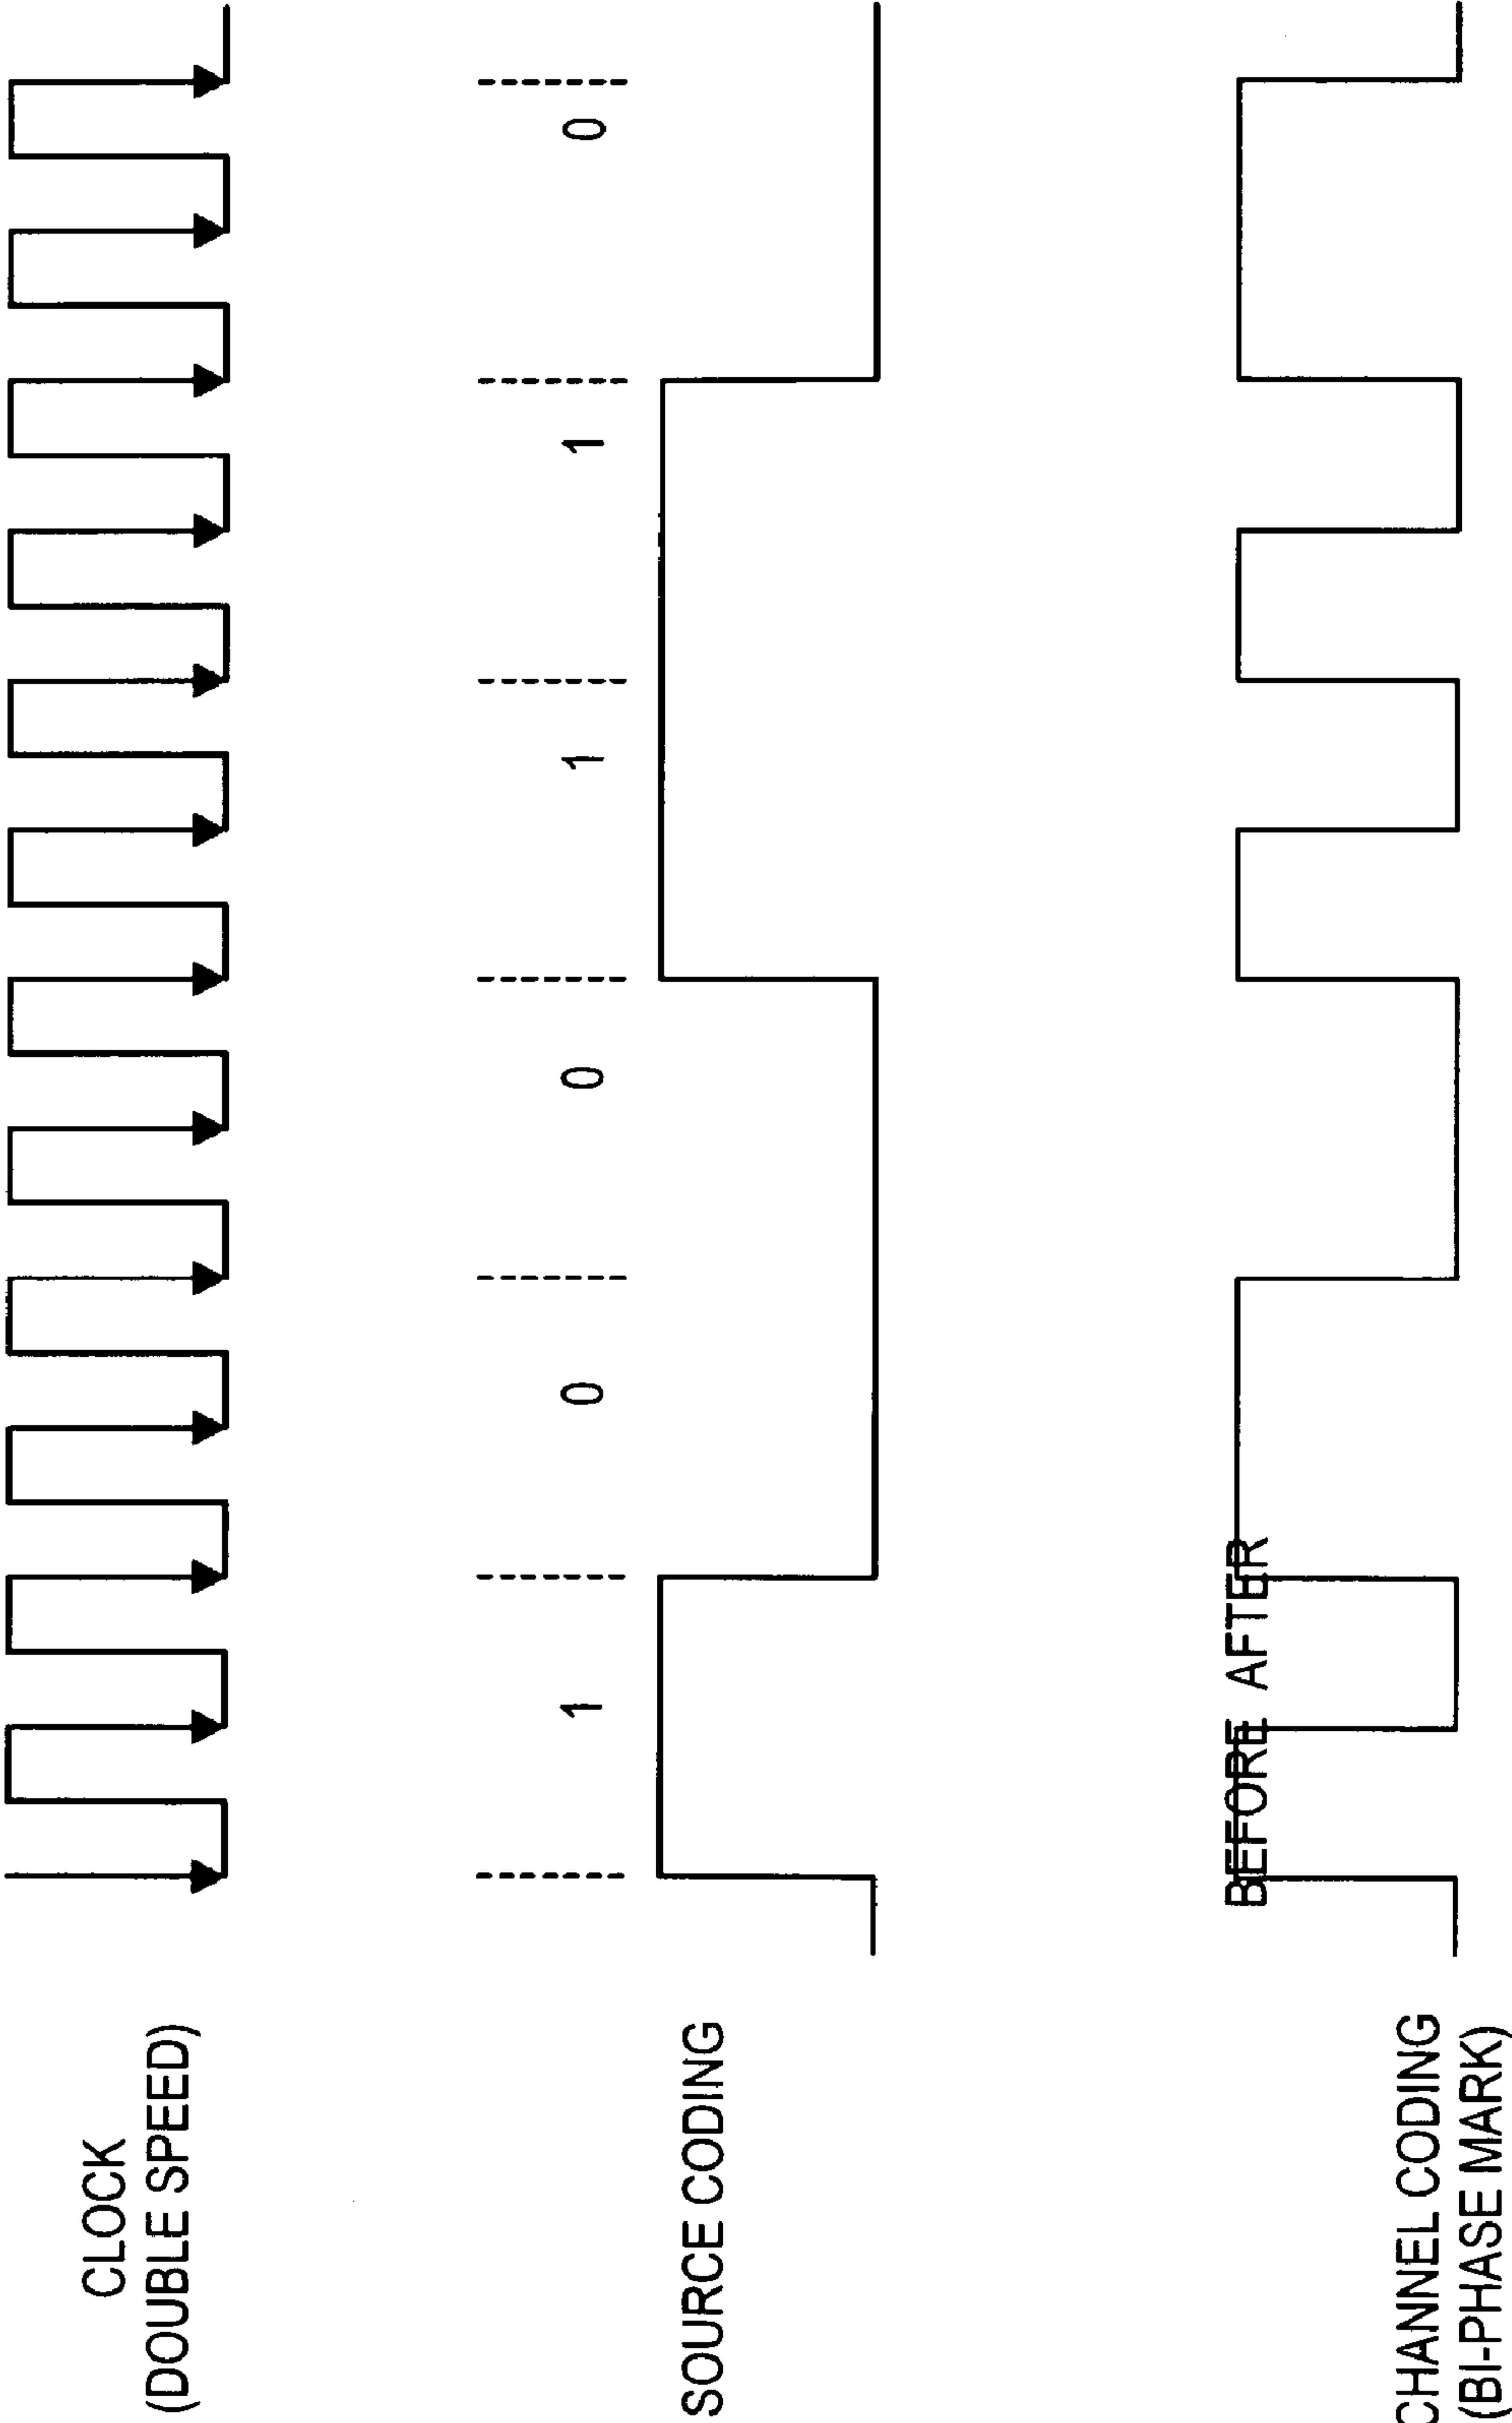 CLOCK
(DOUBLE SPEED)
1 0 0 1 1 0
SOURCE CODING
BEFORE AFTER
CHANNEL CODING
(BI-PHASE MARK)